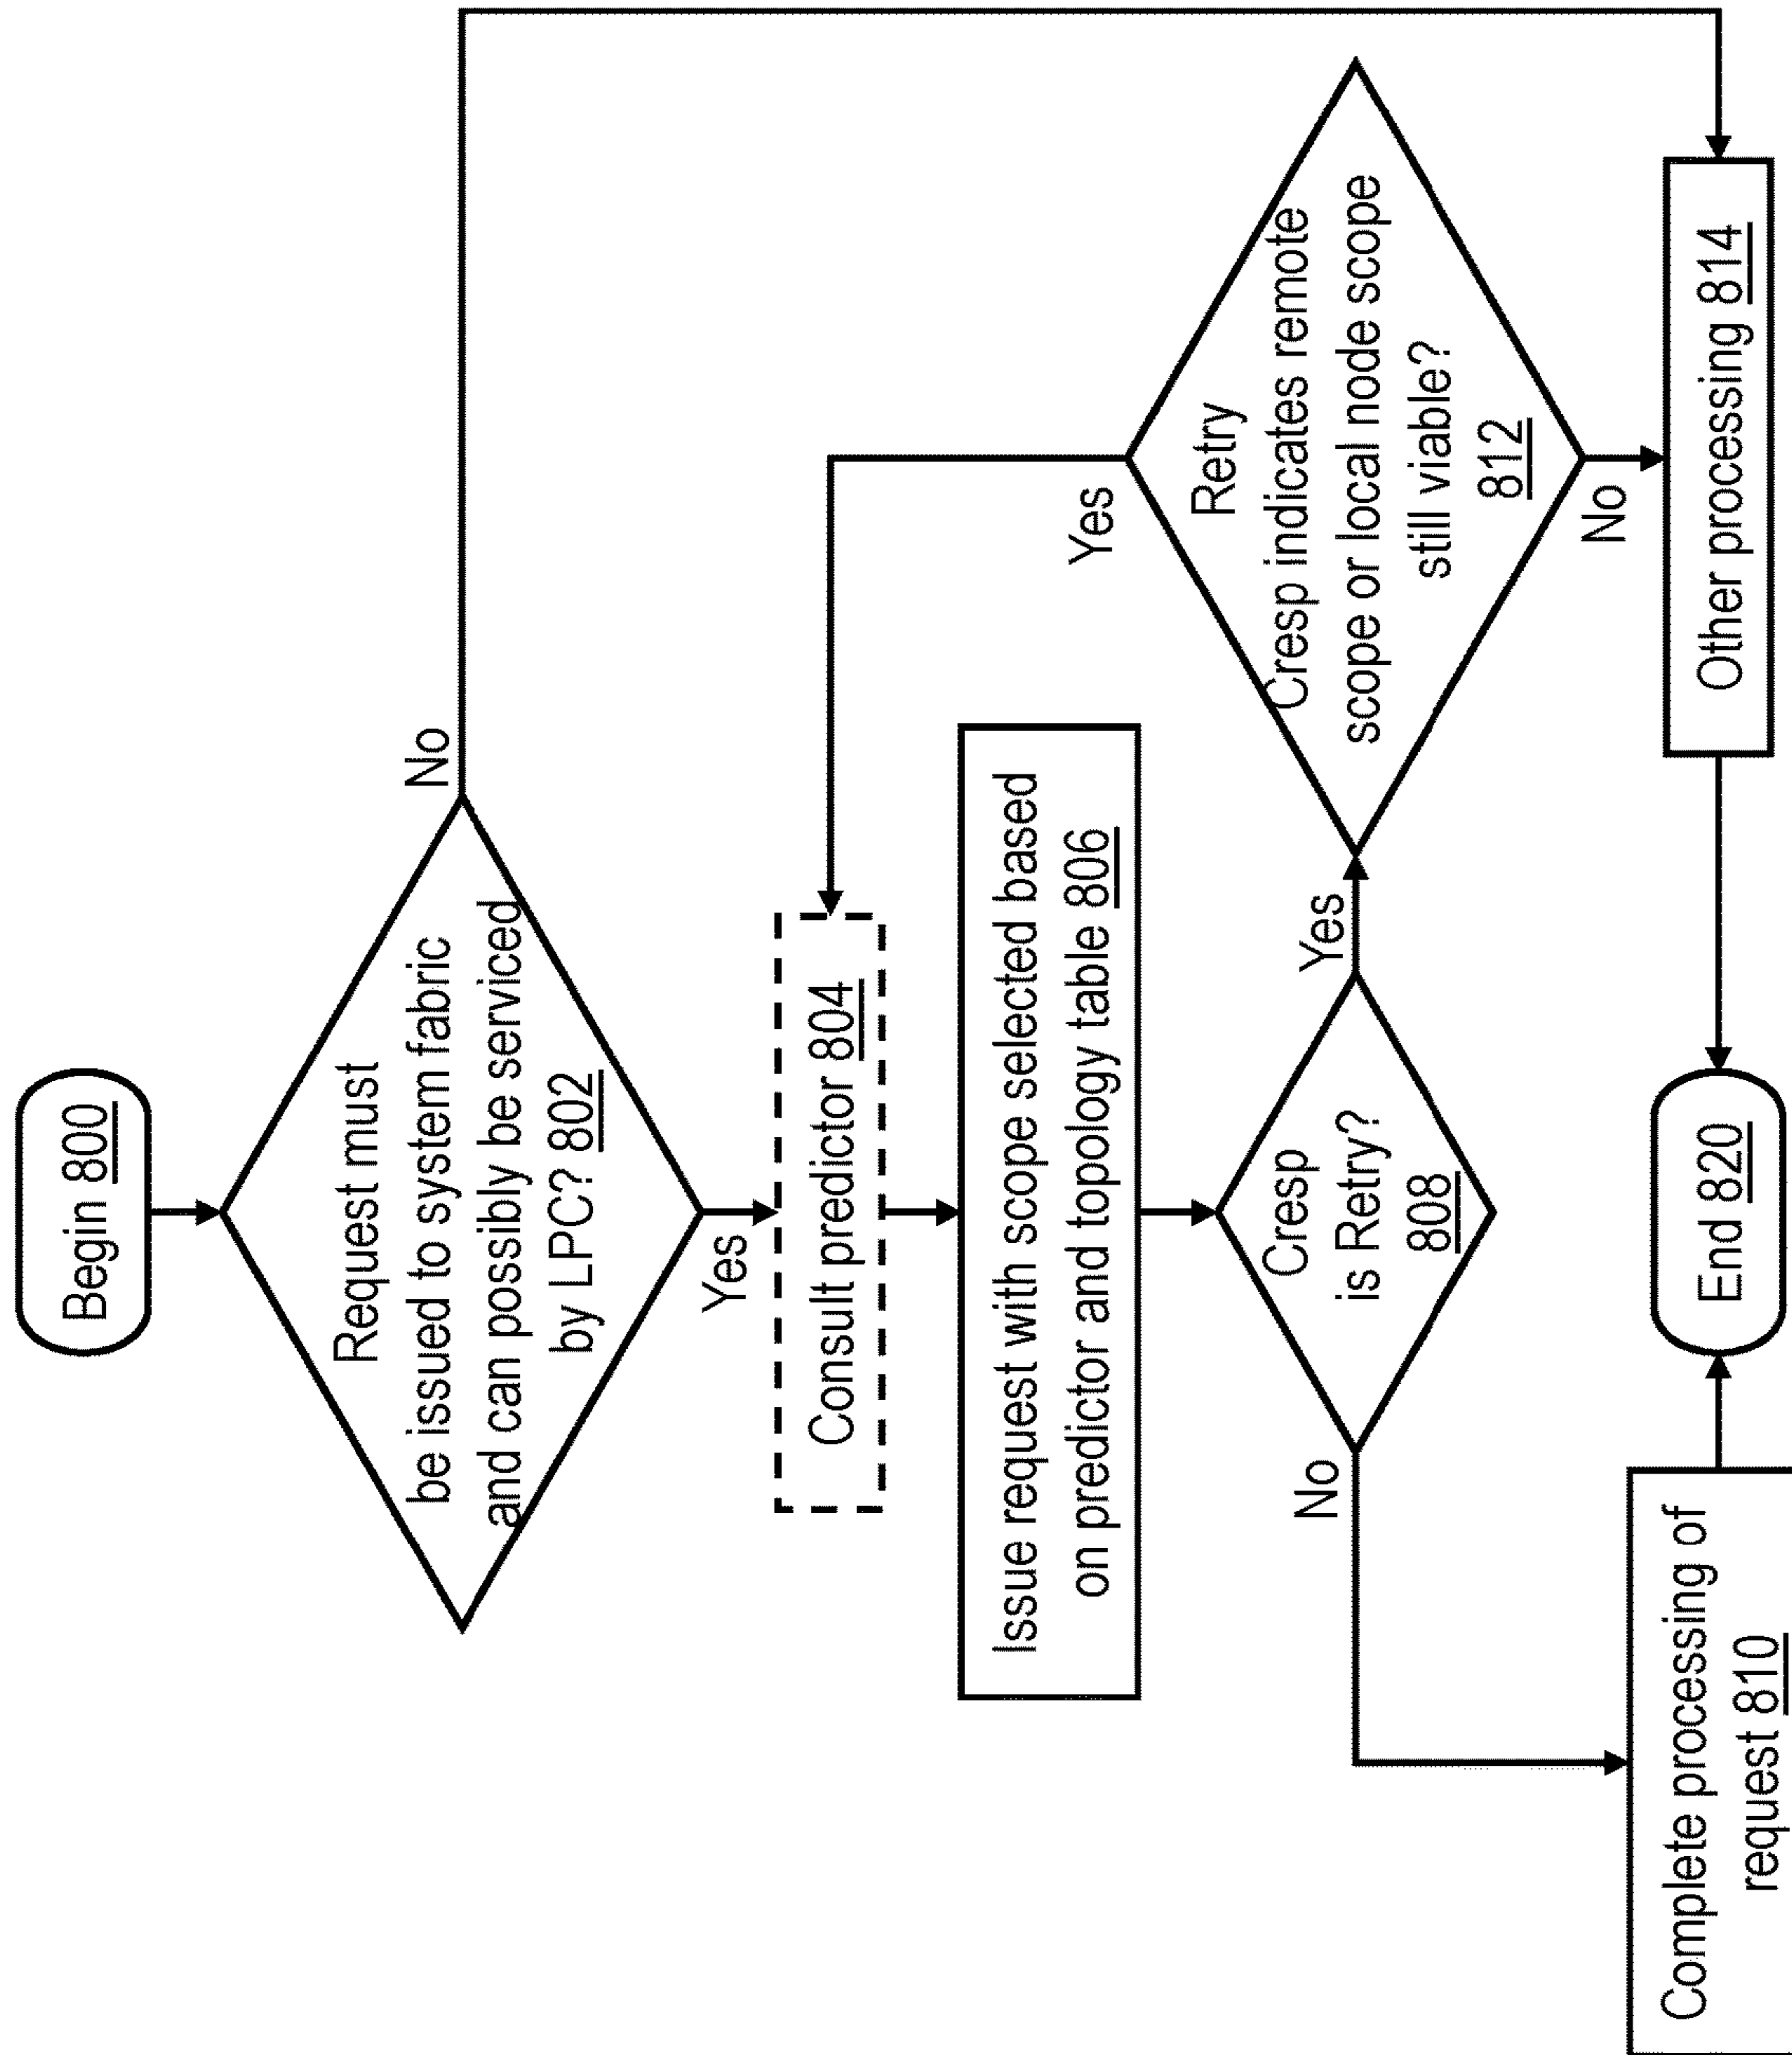 Begin 800
Request must
be issued to system fabric
and can possibly be serviced
by LPC? 802
No
Yes
Consult predictor 804
Issue request with scope selected based
on predictor and topology table 806
Cresp
is Retry?
808
Yes
No
Retry
Cresp indicates remote
scope or local node scope
still viable?
812
Yes
No
Complete processing of
request 810
Other processing 814
End 820